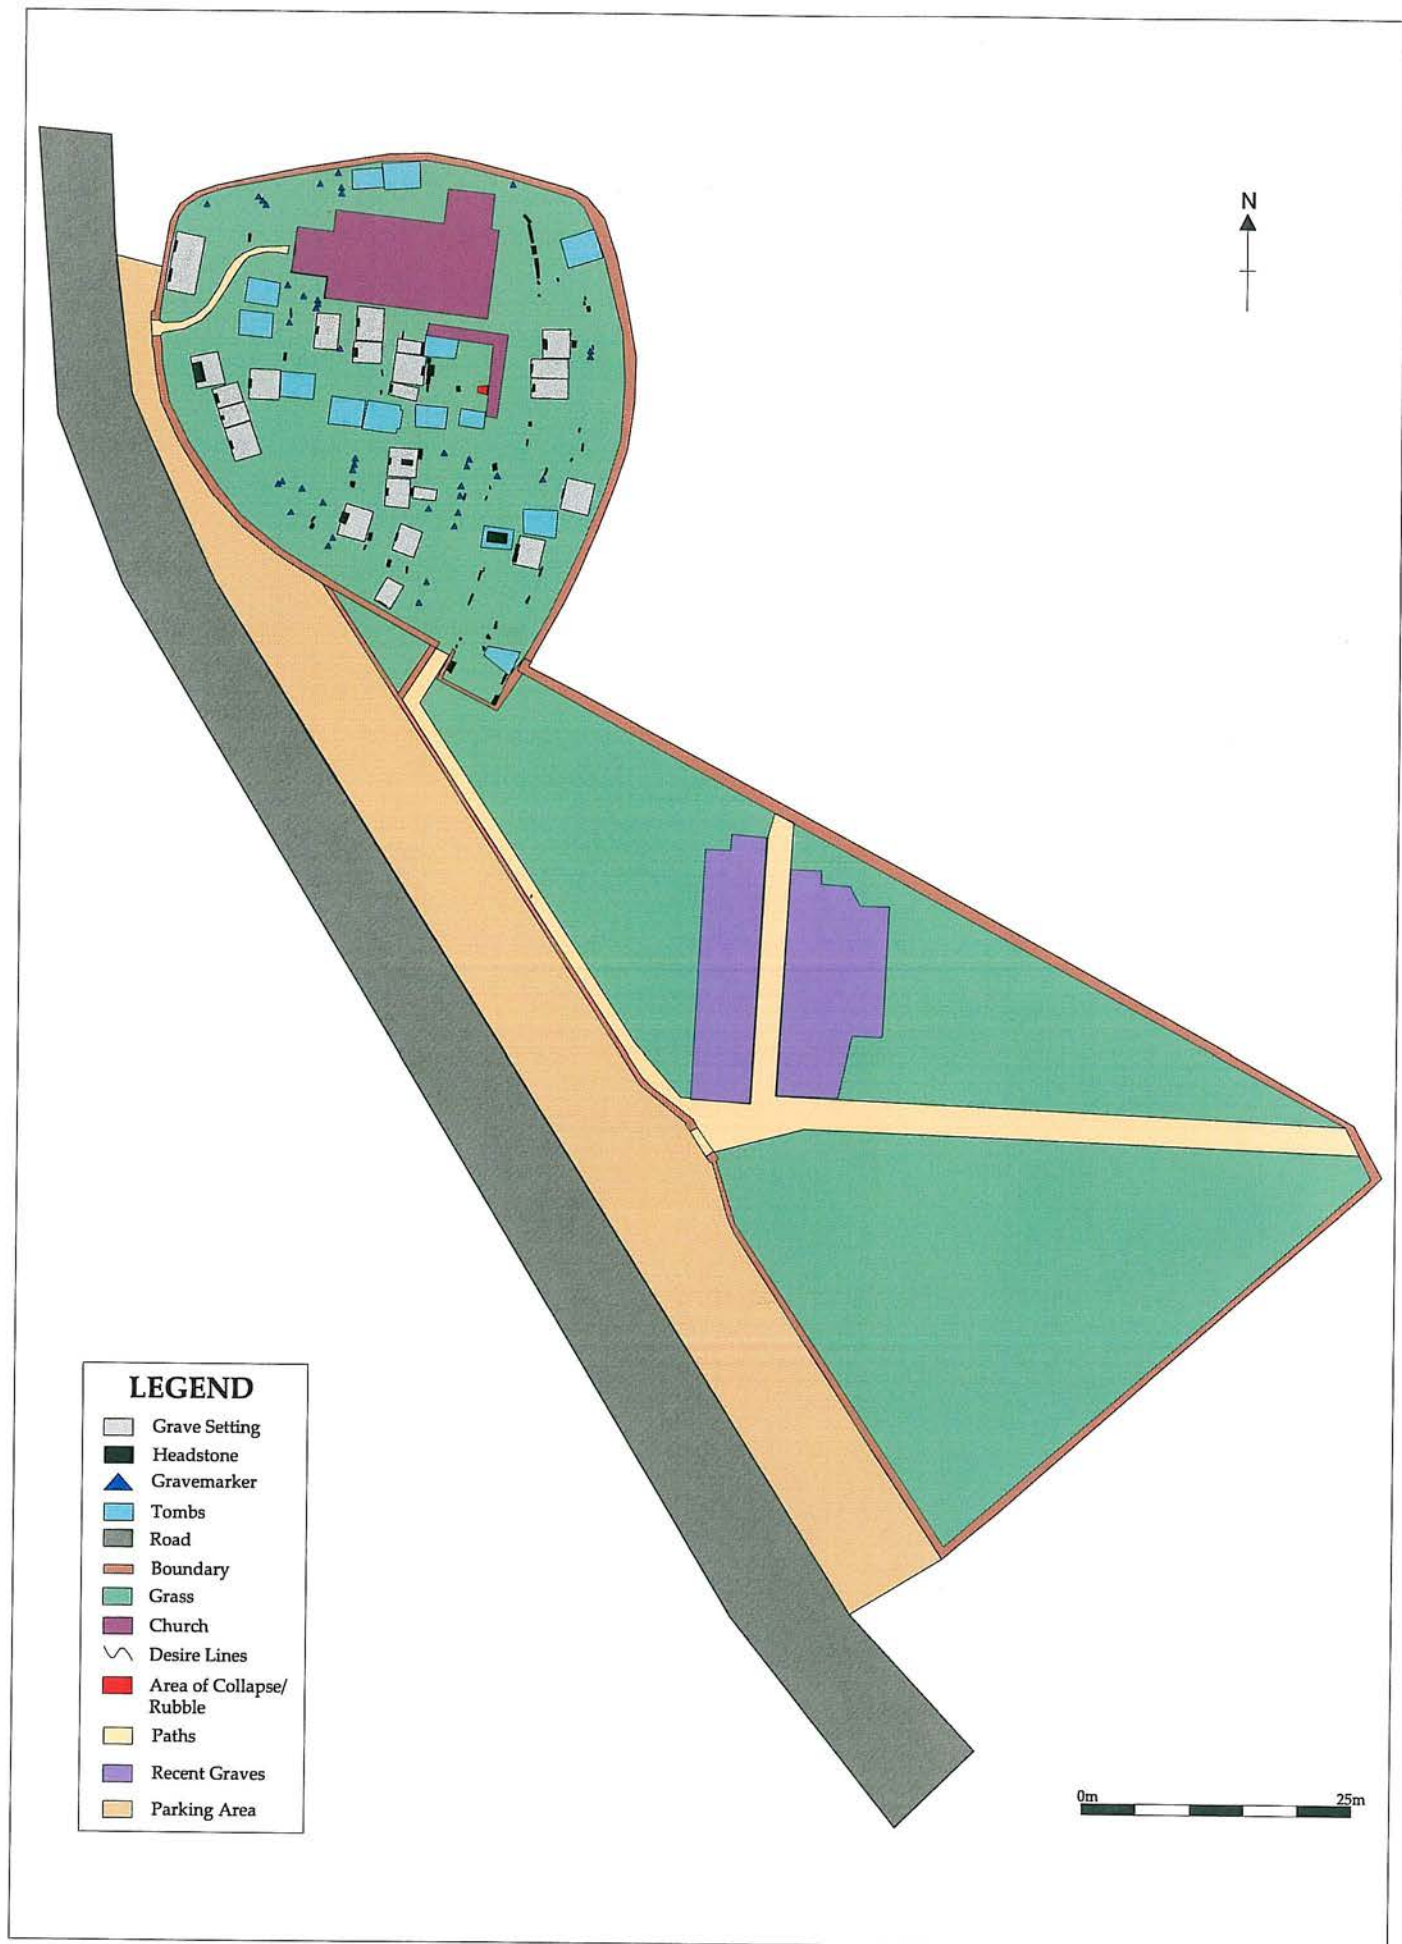 N
LEGEND
Grave Setting
Headstone
Gravemarker
Tombs
Road
Boundary
Grass
Church
Desire Lines
Area of Collapse/
Rubble
Paths
Recent Graves
Parking Area
0m 25m